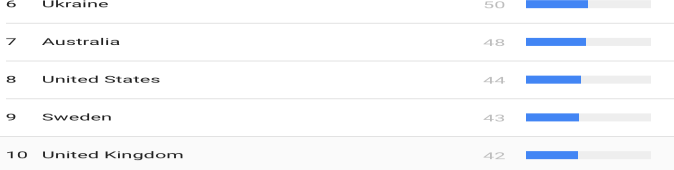 6 Ukraine 50
7 Australia 48
8 United States 44
9 Sweden 43
10 United Kingdom 42